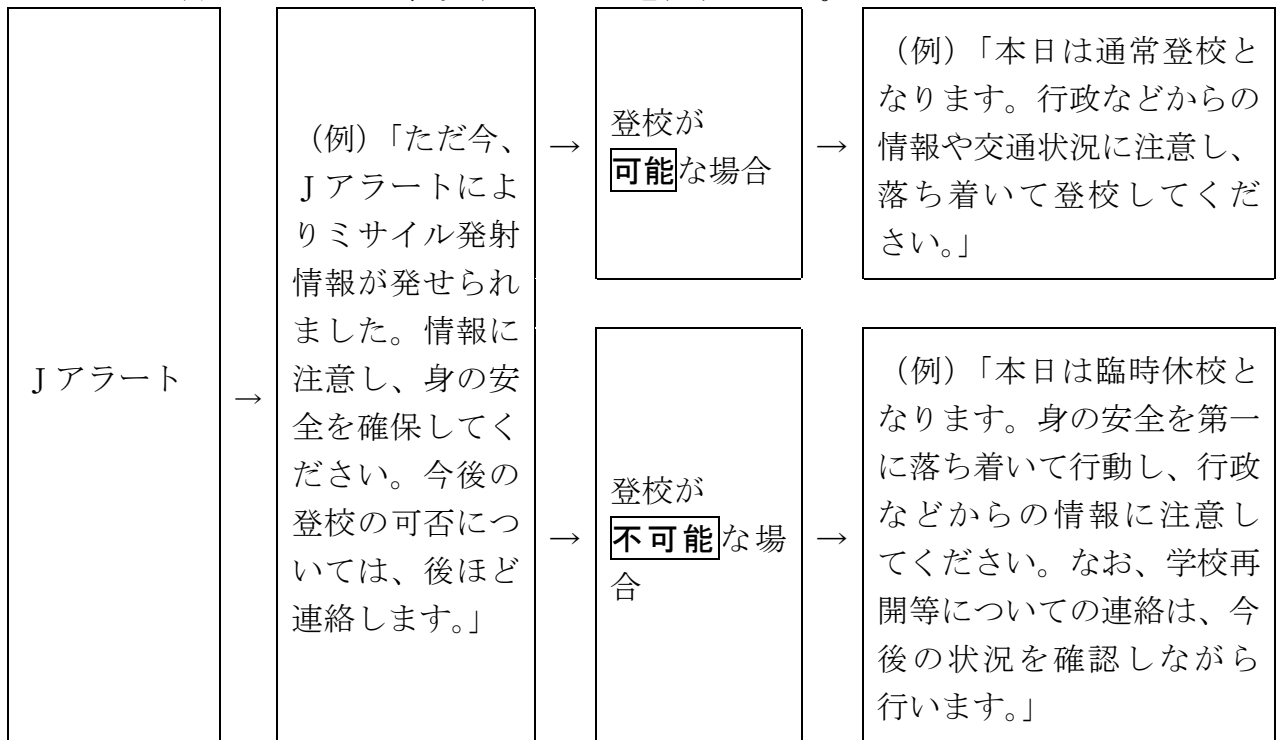 Jアラート
→
（例）「ただ今、
Jアラートによ
りミサイル発射
情報が発せられ
ました。情報に
注意し、身の安
全を確保してく
ださい。今後の
登校の可否につ
いては、後ほど
連絡します。」
→
登校が
可能な場合
→
（例）「本日は通常登校と
なります。行政などからの
情報や交通状況に注意し、
落ち着いて登校してくだ
さい。」
→
登校が
不可能な場
合
→
（例）「本日は臨時休校と
なります。身の安全を第一
に落ち着いて行動し、行政
などからの情報に注意し
てください。なお、学校再
開等についての連絡は、今
後の状況を確認しながら
行います。」